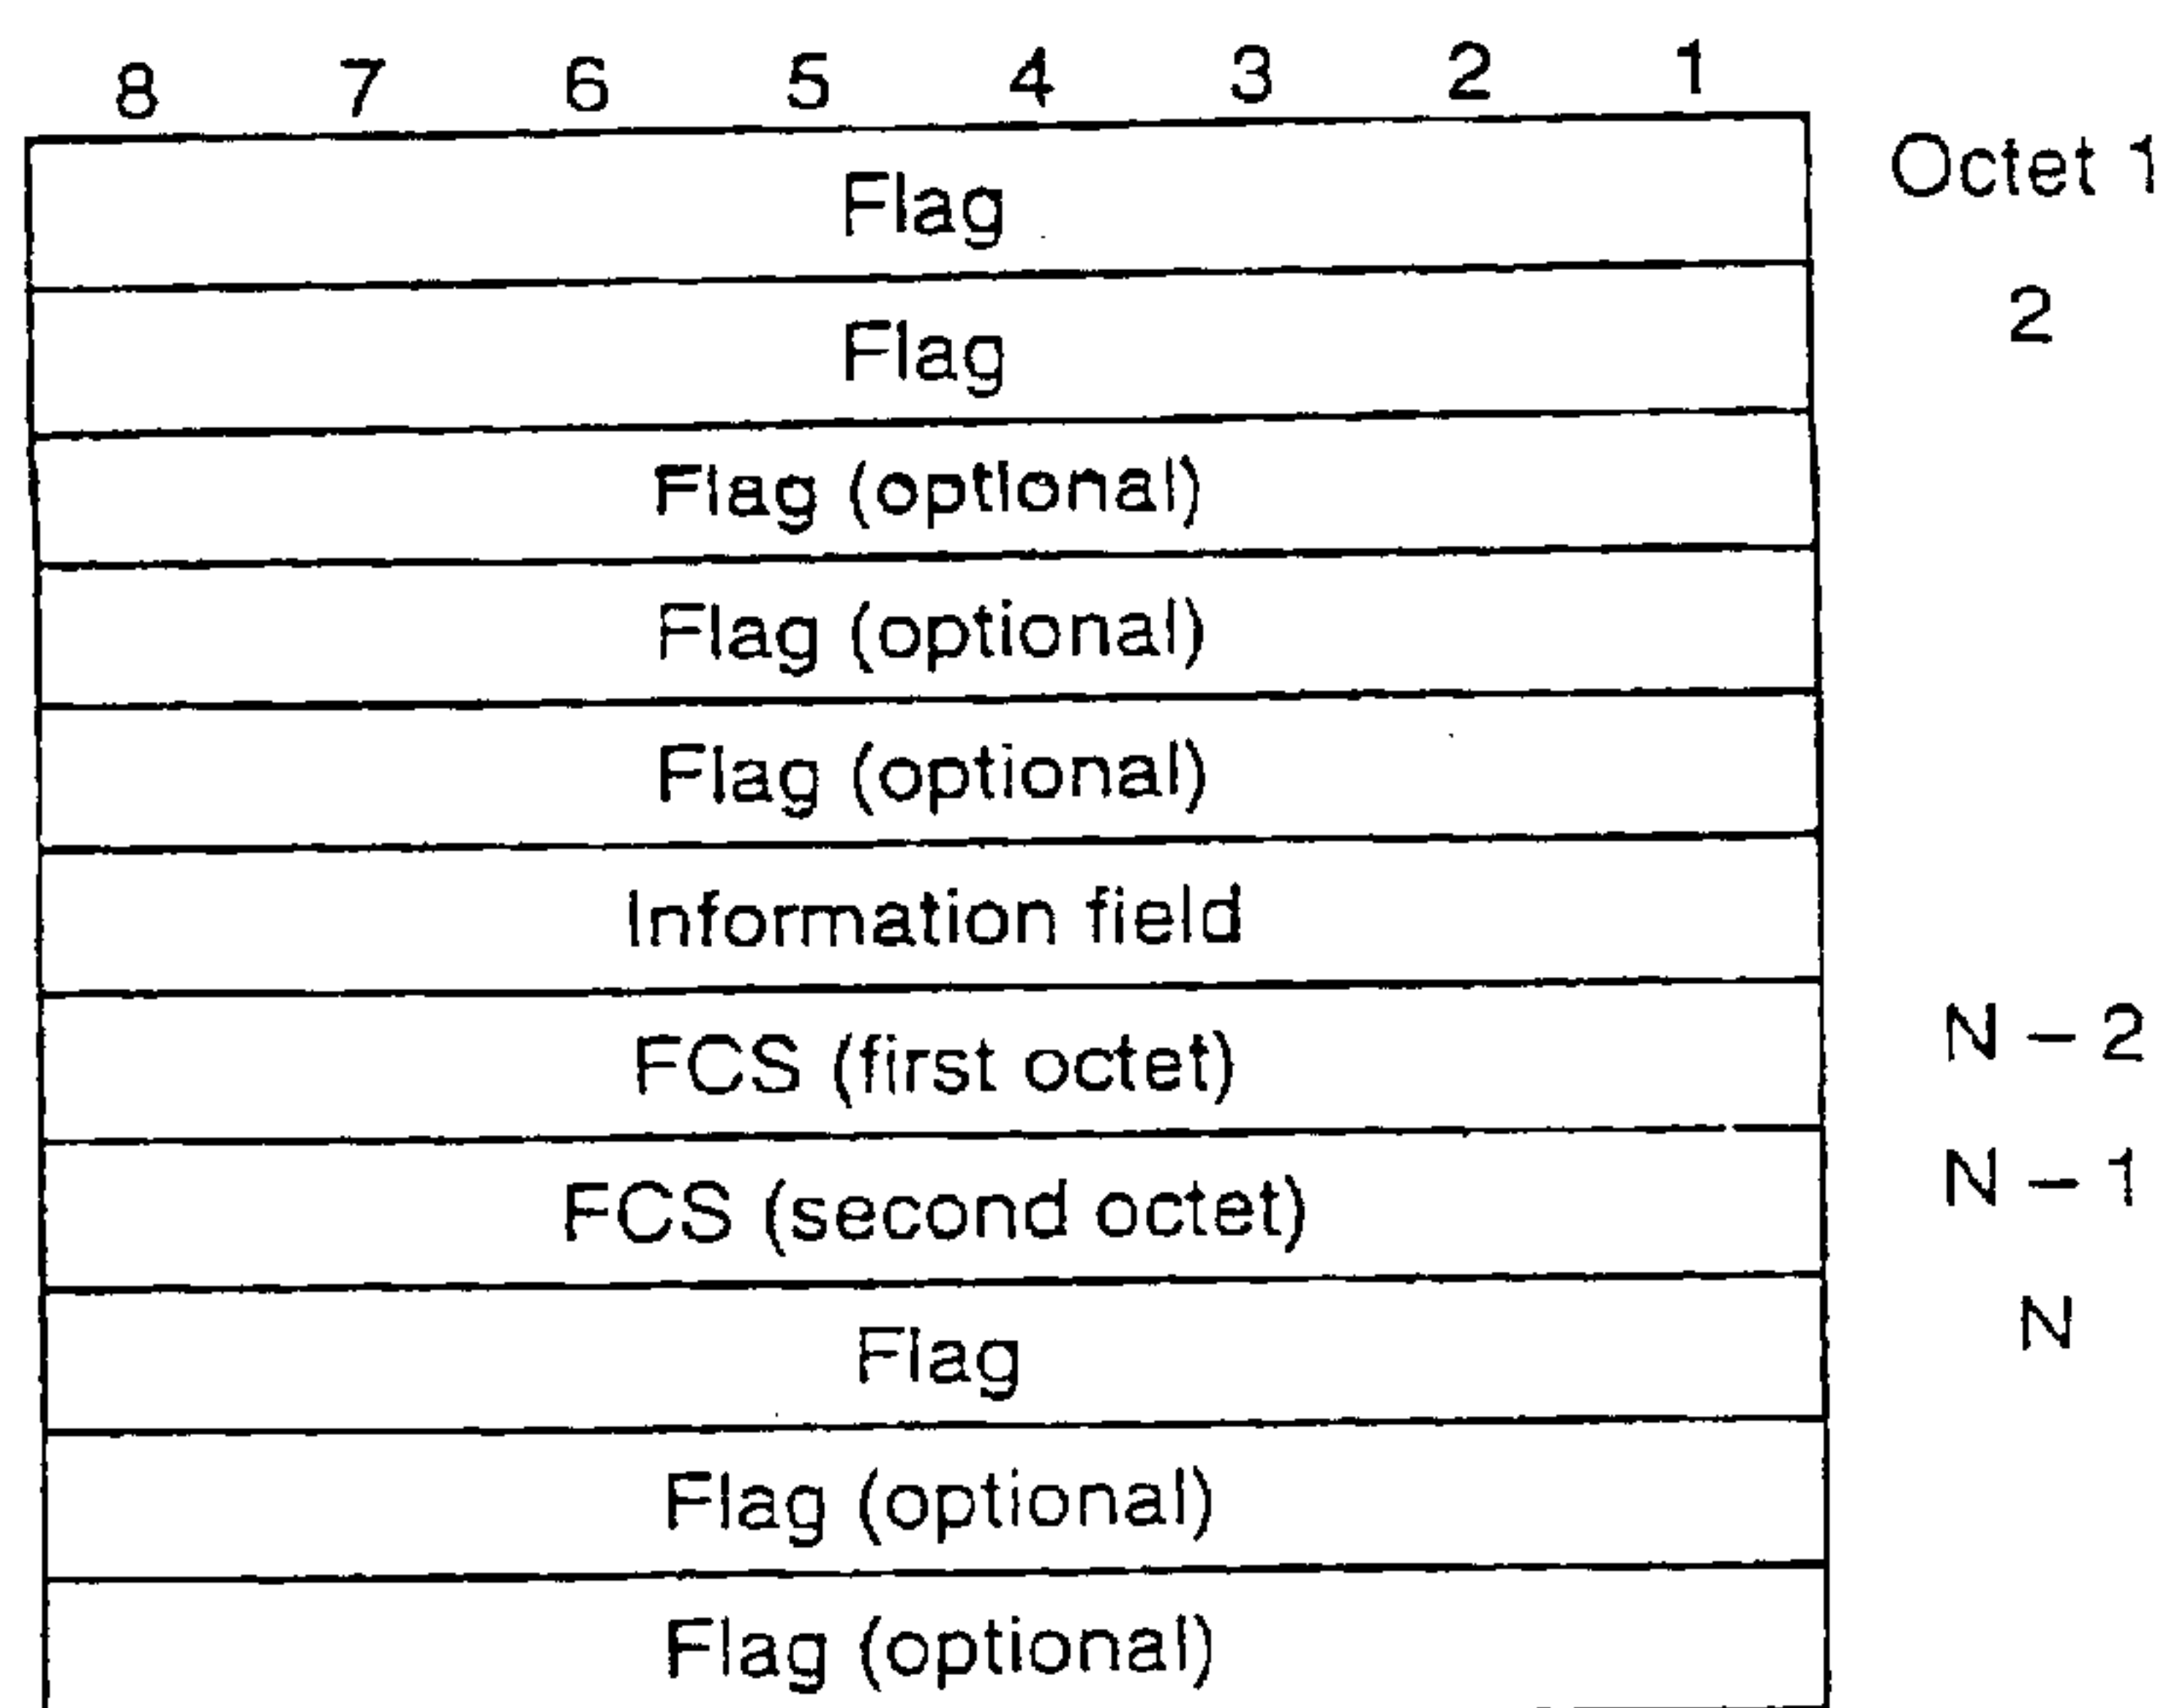 8 7 6 5 4 3 2 1
Flag Octet 1
Flag 2
Flag (optional)
Flag (optional)
Flag (optional)
Information field
FCS (first octet) N – 2
FCS (second octet) N – 1
Flag N
Flag (optional)
Flag (optional)